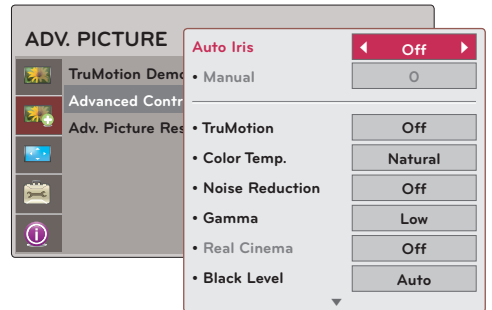 ADV. PICTURE
TruMotion Demo
Advanced Contr
Adv. Picture Res
Auto Iris Off
• Manual 0
• TruMotion Off
• Color Temp. Natural
• Noise Reduction Off
• Gamma Low
• Real Cinema Off
• Black Level Auto